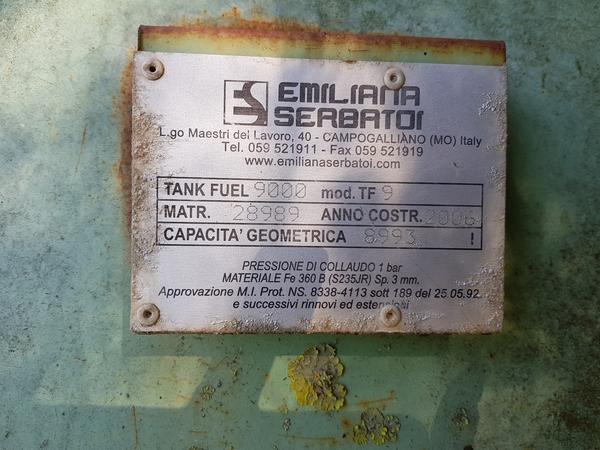 EMILIANA
SERBATOI
L.go Maestri del Lavoro, 40 - CAMPOGALLIANO (MO) Italy
Tel. 059 521911 - Fax 059 521919
www.emilianaserbatoi.com
TANK FUEL 9000 mod. TF 9
MATR. 28989 ANNO COSTR. 2006
CAPACITA' GEOMETRICA 8993 l
PRESSIONE DI COLLAUDO 1 bar
MATERIALE Fe 360 B (S235JR) Sp. 3 mm.
Approvazione M.I. Prot. NS. 8338-4113 sott 189 del 25.05.92
e successivi rinnovi ed estensioni